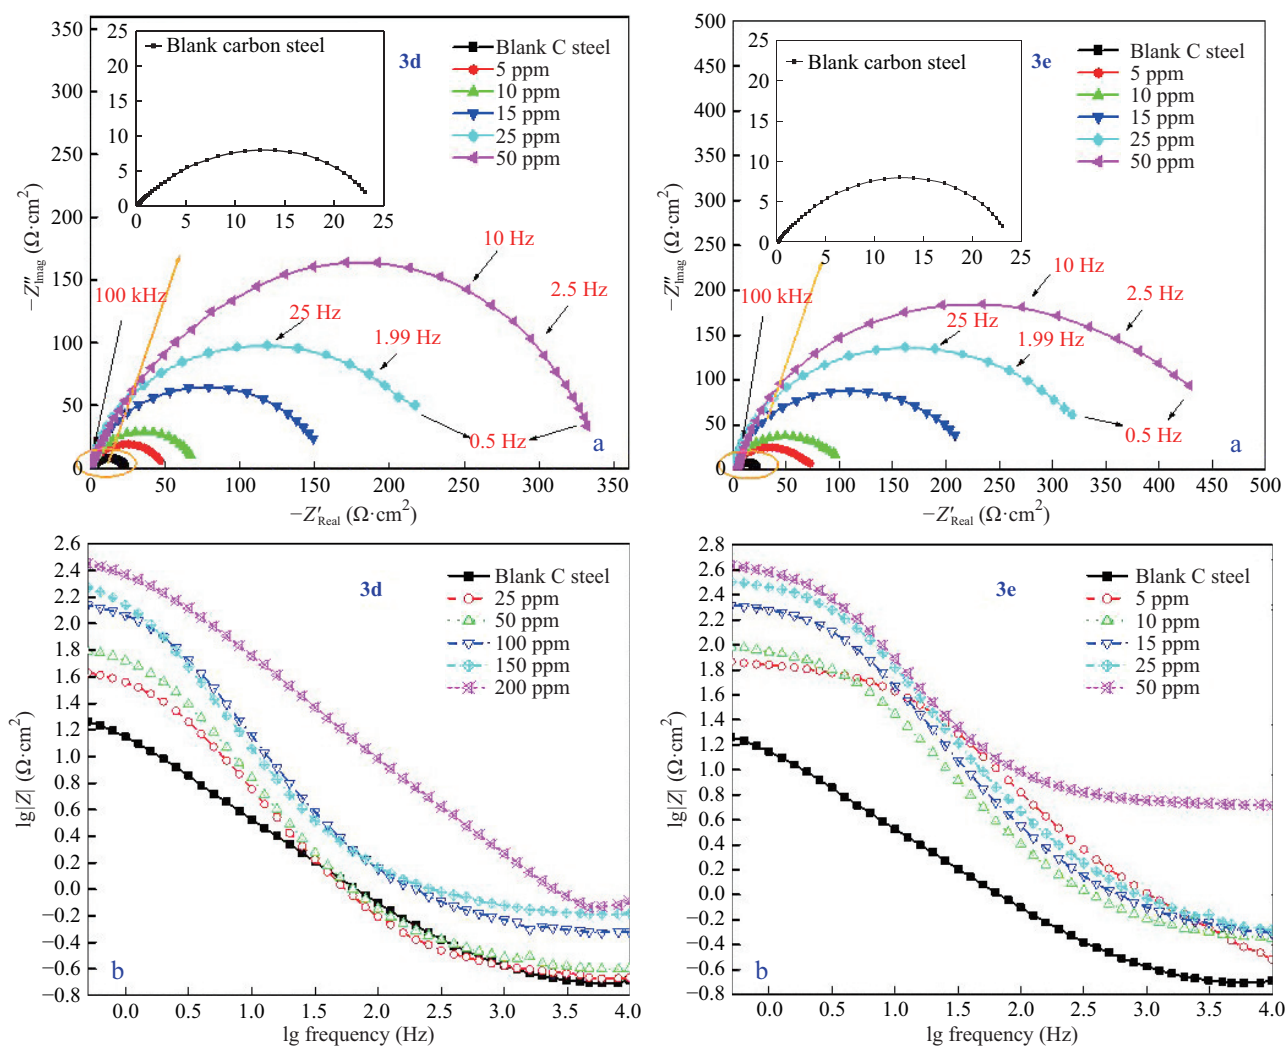 350
300
250
200
150
100
50
0
−Z″Imag (Ω·cm²)
25
20
15
10
5
0
Blank carbon steel
0 5 10 15 20 25
3d
Blank C steel
5 ppm
10 ppm
15 ppm
25 ppm
50 ppm
100 kHz
10 Hz
2.5 Hz
25 Hz
1.99 Hz
0.5 Hz
a
0 50 100 150 200 250 300 350
−Z′Real (Ω·cm²)
500
450
400
350
300
250
200
150
100
50
0
−Z″Imag (Ω·cm²)
25
20
15
10
5
0
Blank carbon steel
0 5 10 15 20 25
3e
Blank C steel
5 ppm
10 ppm
15 ppm
25 ppm
50 ppm
100 kHz
10 Hz
2.5 Hz
25 Hz
1.99 Hz
0.5 Hz
a
0 50 100 150 200 250 300 350 400 450 500
−Z′Real (Ω·cm²)
2.6
2.4
2.2
2.0
1.8
1.6
1.4
1.2
1.0
0.8
0.6
0.4
0.2
0.0
−0.2
−0.4
−0.6
−0.8
lg|Z| (Ω·cm²)
3d
Blank C steel
25 ppm
50 ppm
100 ppm
150 ppm
200 ppm
b
0.0 0.5 1.0 1.5 2.0 2.5 3.0 3.5 4.0
lg frequency (Hz)
2.8
2.6
2.4
2.2
2.0
1.8
1.6
1.4
1.2
1.0
0.8
0.6
0.4
0.2
0.0
−0.2
−0.4
−0.6
−0.8
lg|Z| (Ω·cm²)
3e
Blank C steel
5 ppm
10 ppm
15 ppm
25 ppm
50 ppm
b
0.0 0.5 1.0 1.5 2.0 2.5 3.0 3.5 4.0
lg frequency (Hz)